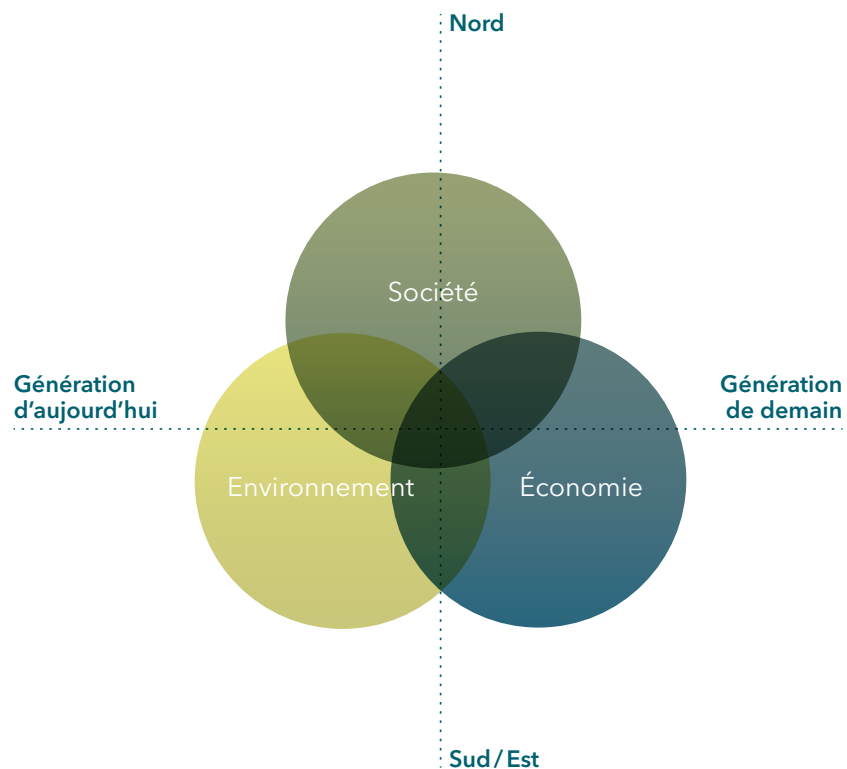 Nord
Société
Génération
d'aujourd'hui
Génération
de demain
Environnement
Économie
Sud / Est